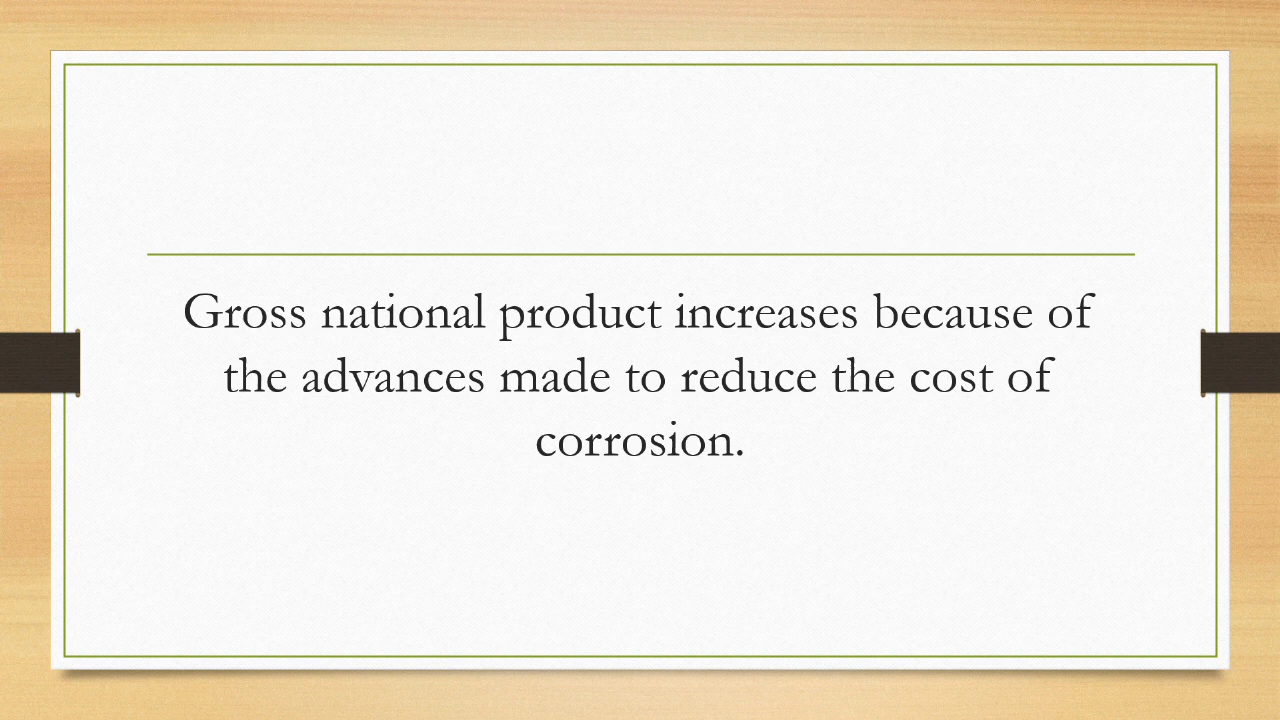 Gross national product increases because of
the advances made to reduce the cost of
corrosion.